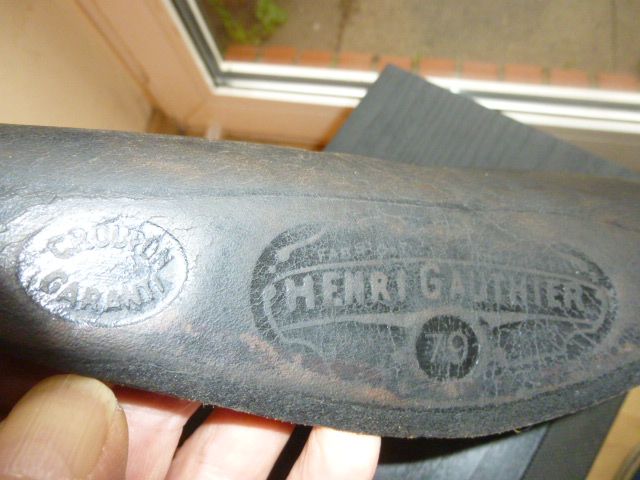 CROUPON
GARANTI
HENRI GAUTHIER
79